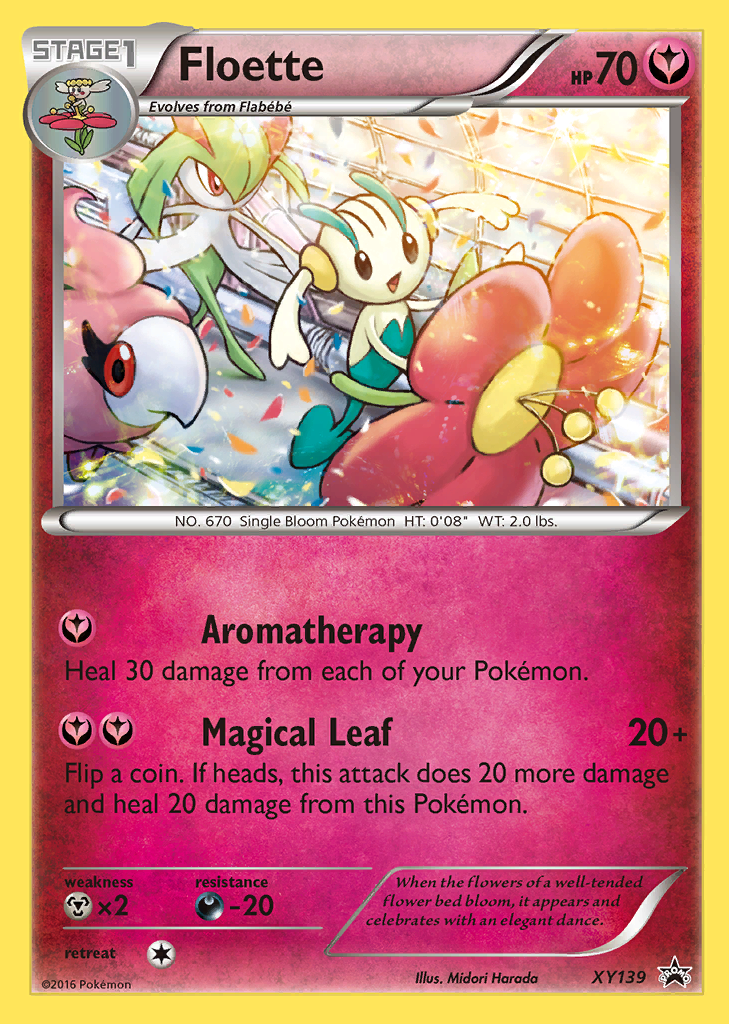 STAGE1
Floette
HP 70
Evolves from Flabébé
NO. 670 Single Bloom Pokémon HT: 0'08" WT: 2.0 lbs.
Aromatherapy
Heal 30 damage from each of your Pokémon.
Magical Leaf 20+
Flip a coin. If heads, this attack does 20 more damage
and heal 20 damage from this Pokémon.
weakness resistance
×2 -20
When the flowers of a well-tended
flower bed bloom, it appears and
celebrates with an elegant dance.
retreat
©2016 Pokémon
Illus. Midori Harada
XY139
PROMO